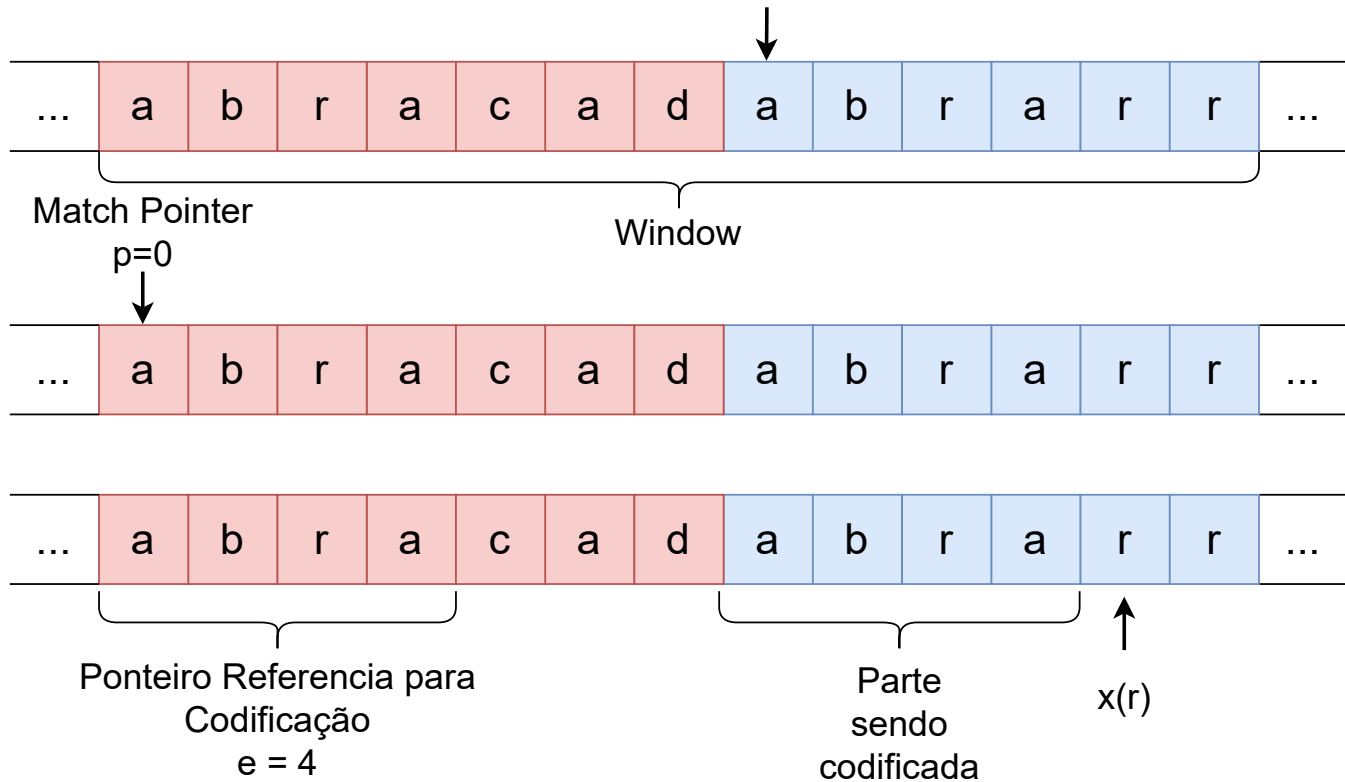 ... a b r a c a d a b r a r r ...
Window
Match Pointer
p=0
... a b r a c a d a b r a r r ...
... a b r a c a d a b r a r r ...
Ponteiro Referencia para
Codificação
e = 4
Parte
sendo
codificada
x(r)